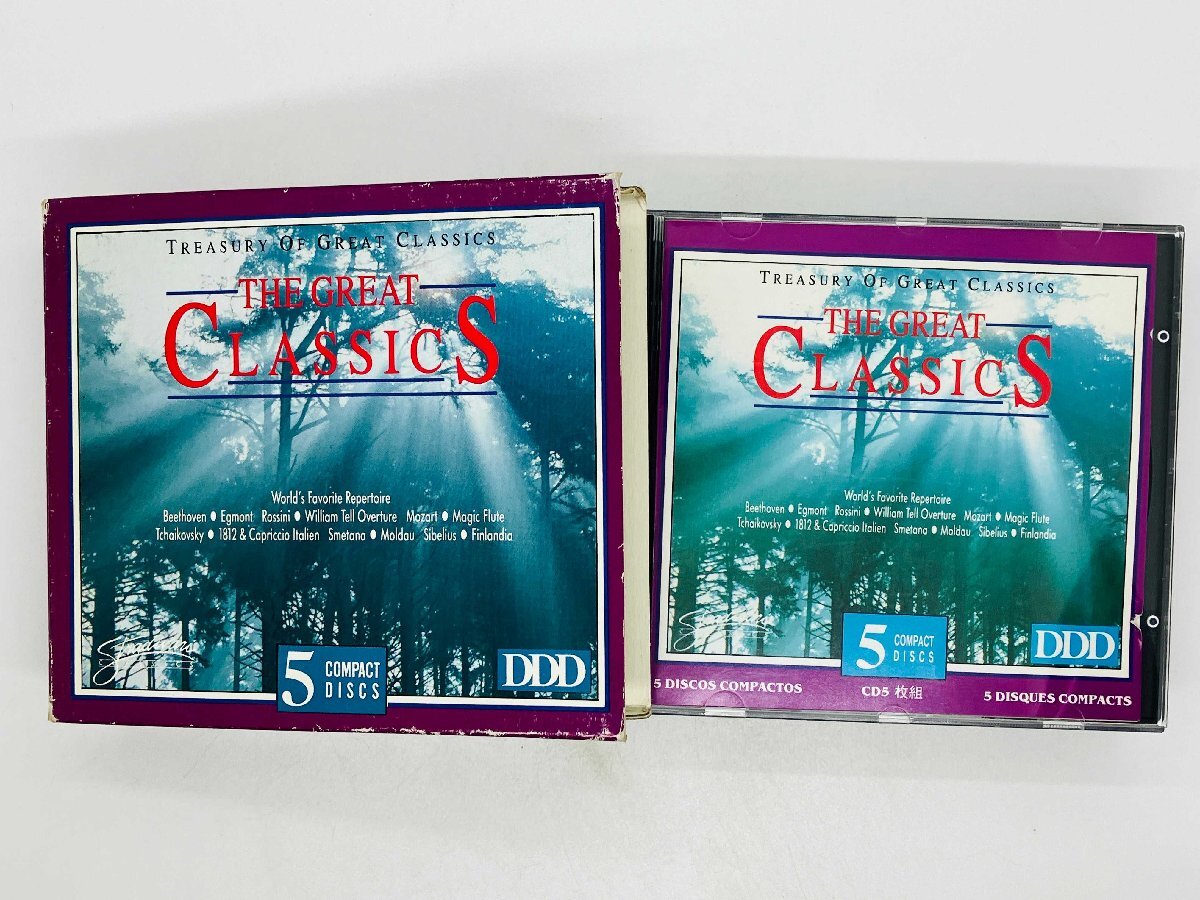 TREASURY OF GREAT CLASSICS
THE GREAT
CLASSICS
World's Favorite Repertoire
Beethoven ● Egmont Rossini ● William Tell Overture Mozart ● Magic Flute
Tchaikovsky ● 1812 & Capriccio Italien Smetana ● Moldau Sibelius ● Finlandia
5 COMPACT
DISCS
DDD
TREASURY OF GREAT CLASSICS
THE GREAT
CLASSICS
World's Favorite Repertoire
Beethoven ● Egmont Rossini ● William Tell Overture Mozart ● Magic Flute
Tchaikovsky ● 1812 & Capriccio Italien Smetana ● Moldau Sibelius ● Finlandia
5 COMPACT
DISCS
DDD
5 DISCOS COMPACTOS CD5 枚組 5 DISQUES COMPACTS